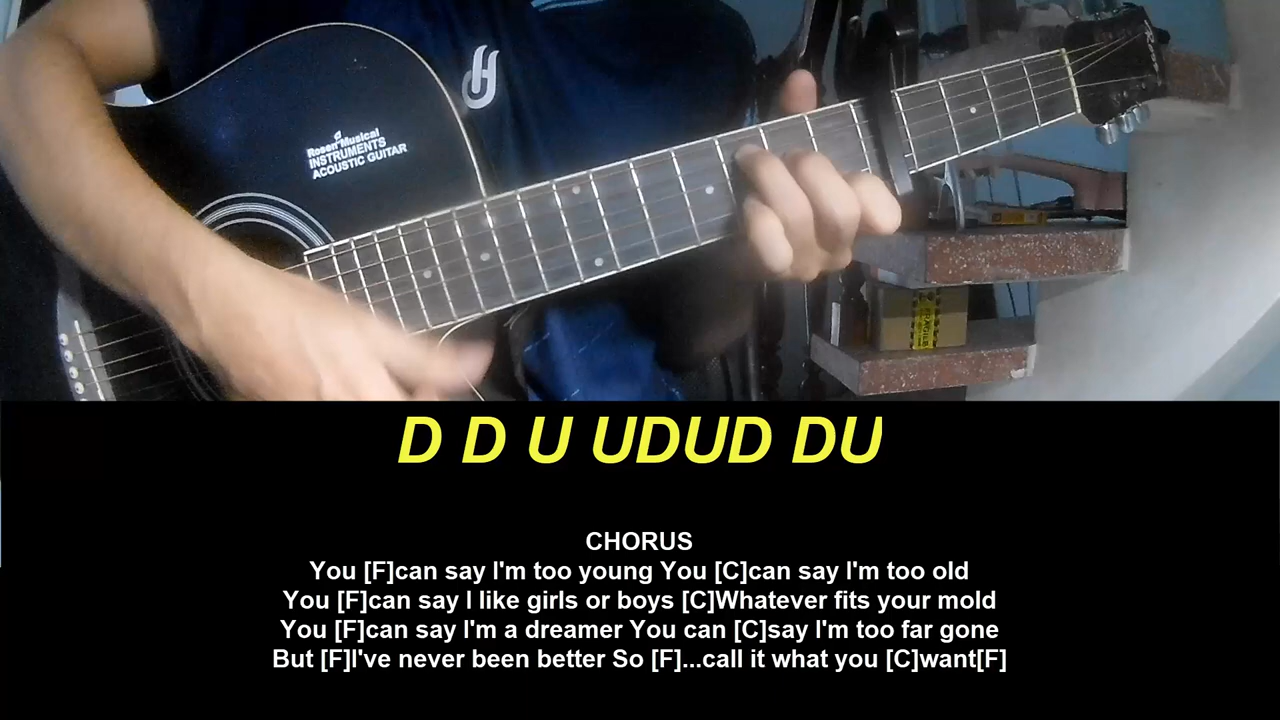 Rosen Musical
INSTRUMENTS
ACOUSTIC GUITAR
D D U UDUD DU
CHORUS
You [F]can say I'm too young You [C]can say I'm too old
You [F]can say I like girls or boys [C]Whatever fits your mold
You [F]can say I'm a dreamer You can [C]say I'm too far gone
But [F]I've never been better So [F]...call it what you [C]want[F]